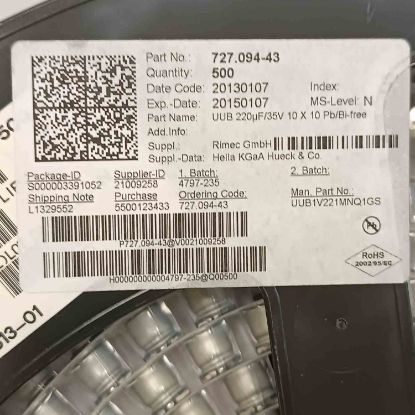 Part No.: 727.094-43
Quantity: 500
Date Code: 20130107 Index:
Exp.-Date: 20150107 MS-Level: N
Part Name: UUB 220µF/35V 10 X 10 Pb/Bi-free
Add.Info:
Suppl.: Rimec GmbH
Suppl.-Data: Hella KGaA Hueck & Co.
Package-ID Supplier-ID 1. Batch: 2. Batch:
S000003391052 21009258 4797-235
Shipping Note Purchase Ordering Code: Man. Part No.:
L1329552 5500123433 727.094-43 UUB1V221MNQ1GS
P727.094-43@V0021009258
H000000000004797-235@Q00500
RoHS
2002/95/EC
013-01